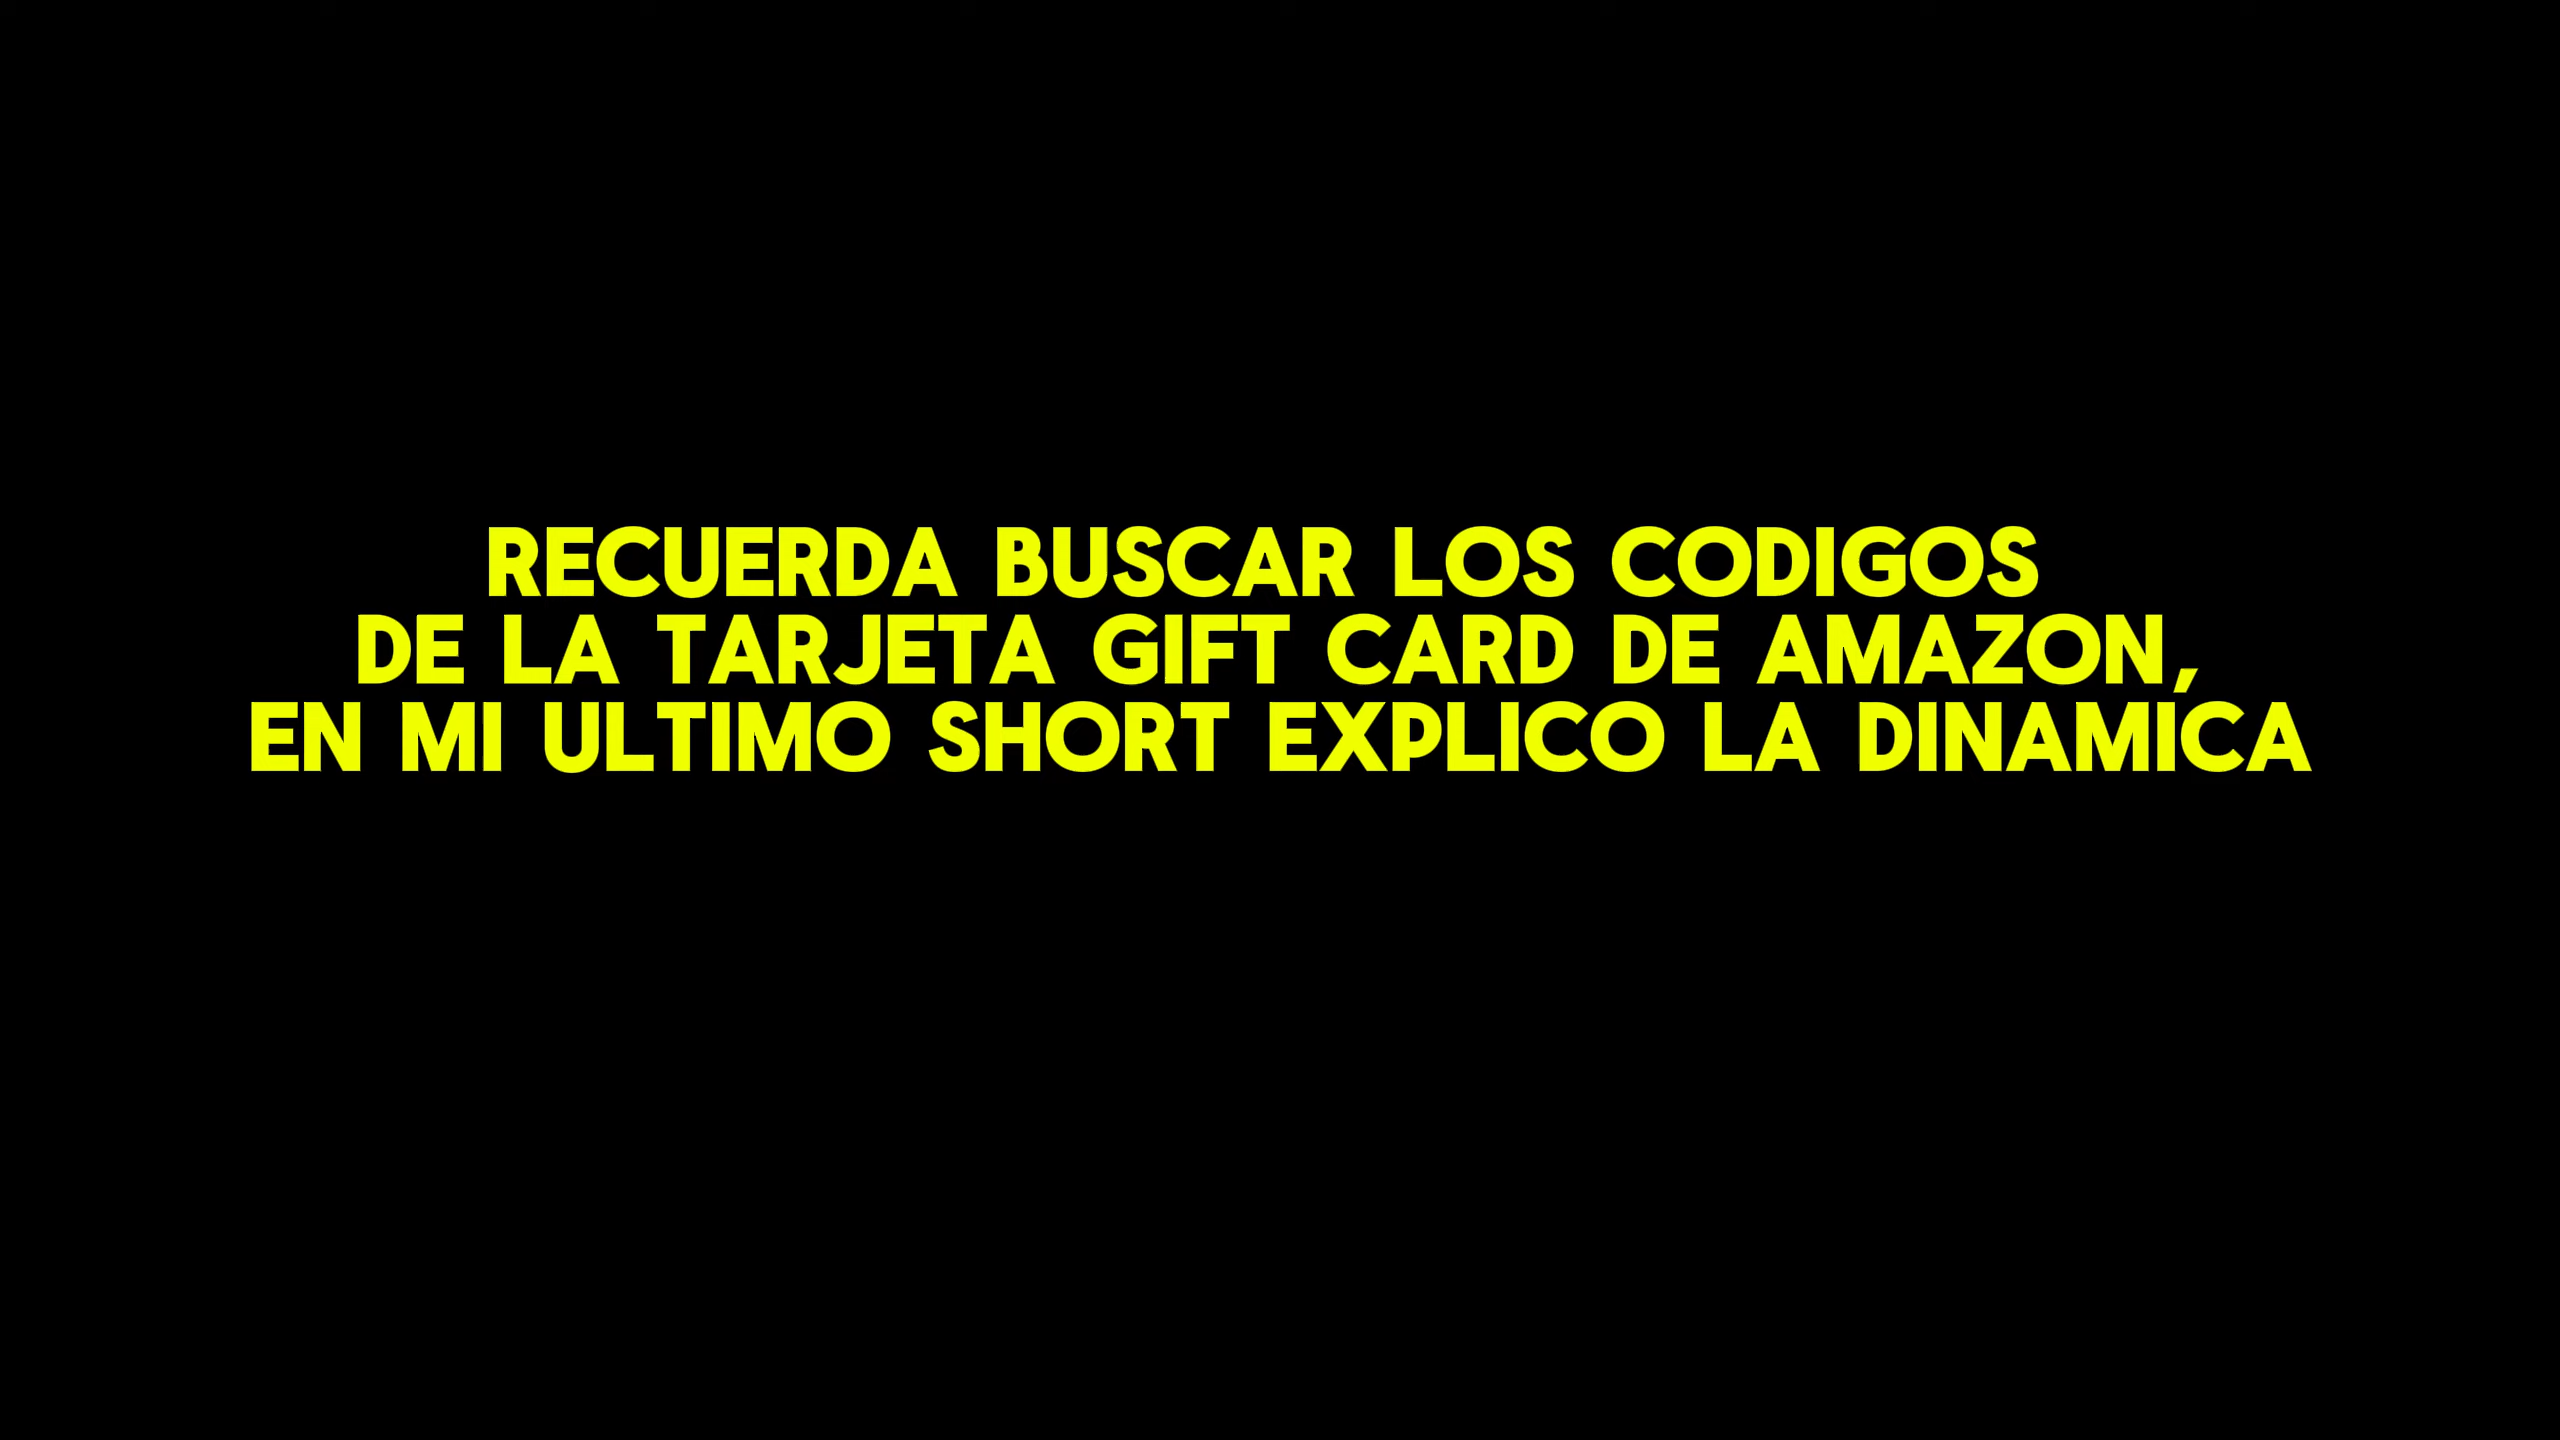 RECUERDA BUSCAR LOS CODIGOS
DE LA TARJETA GIFT CARD DE AMAZON,
EN MI ULTIMO SHORT EXPLICO LA DINAMICA